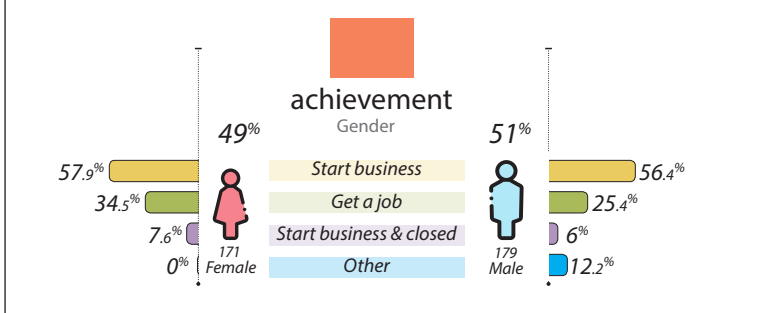 achievement
Gender
49% 51%
57.9% Start business 56.4%
34.5% Get a job 25.4%
7.6% Start business & closed 6%
171 179
0% Female Other Male 12.2%